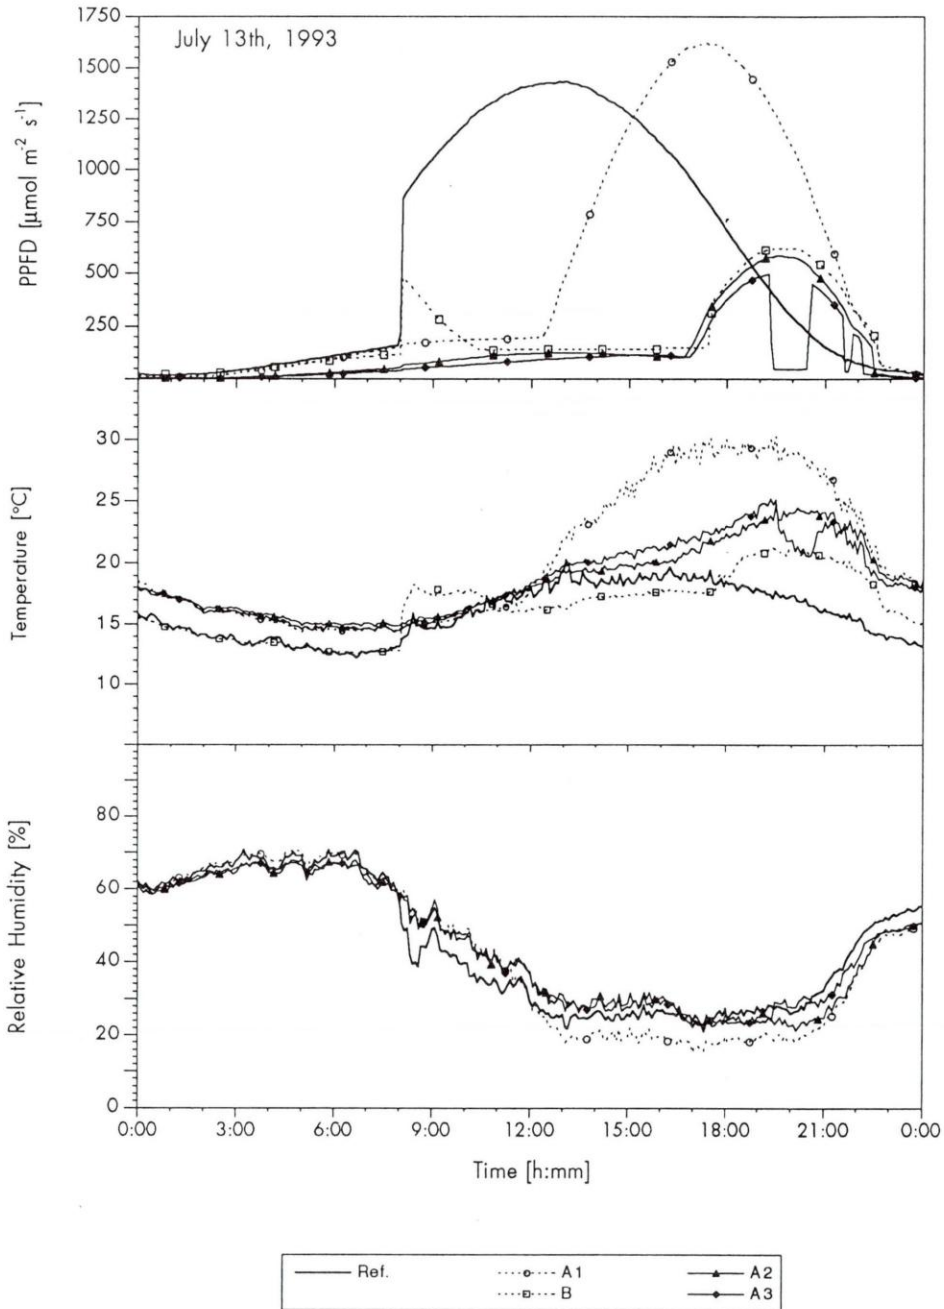 July 13th, 1993
1750
1500
1250
1000
750
500
250
PPFD [μmol m⁻² s⁻¹]
30
25
20
15
10
Temperature [°C]
80
60
40
20
0
Relative Humidity [%]
0:00 3:00 6:00 9:00 12:00 15:00 18:00 21:00 0:00
Time [h:mm]
Ref. A1 A2
B A3